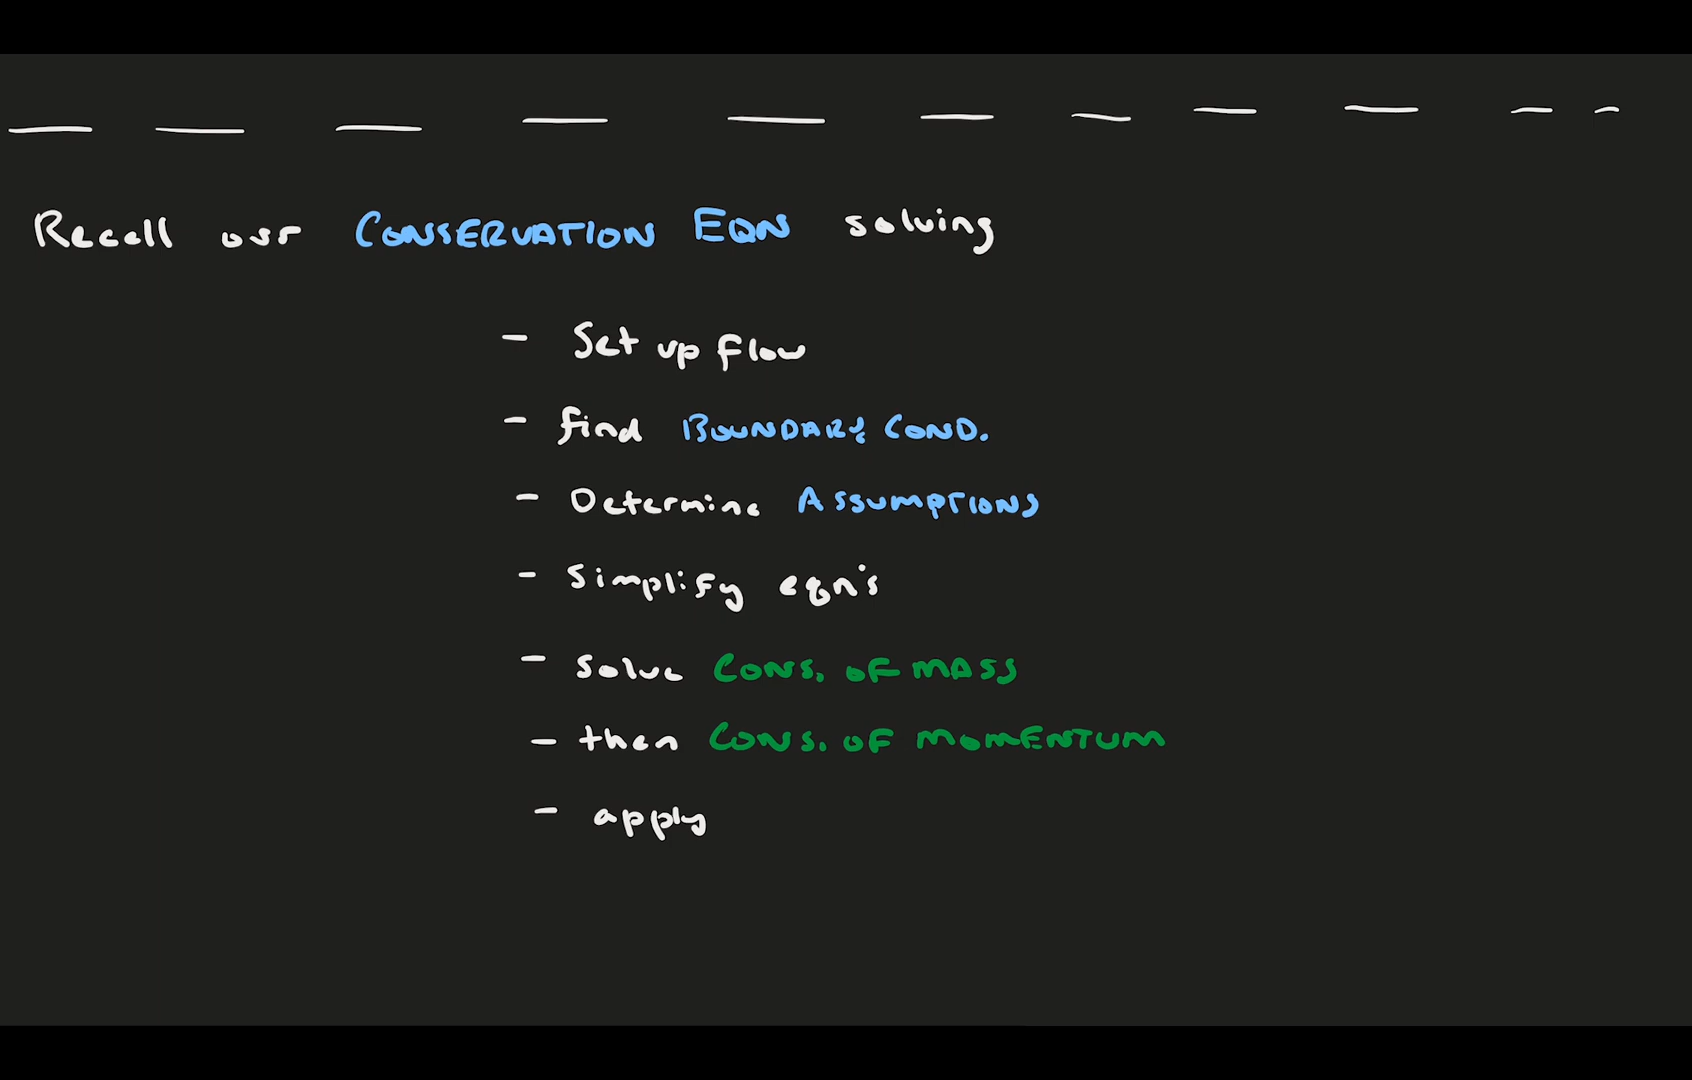 Recall our CONSERVATION EQN solving
- Set up flow
- find BOUNDARY COND.
- Determine ASSUMPTIONS
- Simplify eqn's
- Solve CONS. OF MASS
- then CONS. OF MOMENTUM
- apply